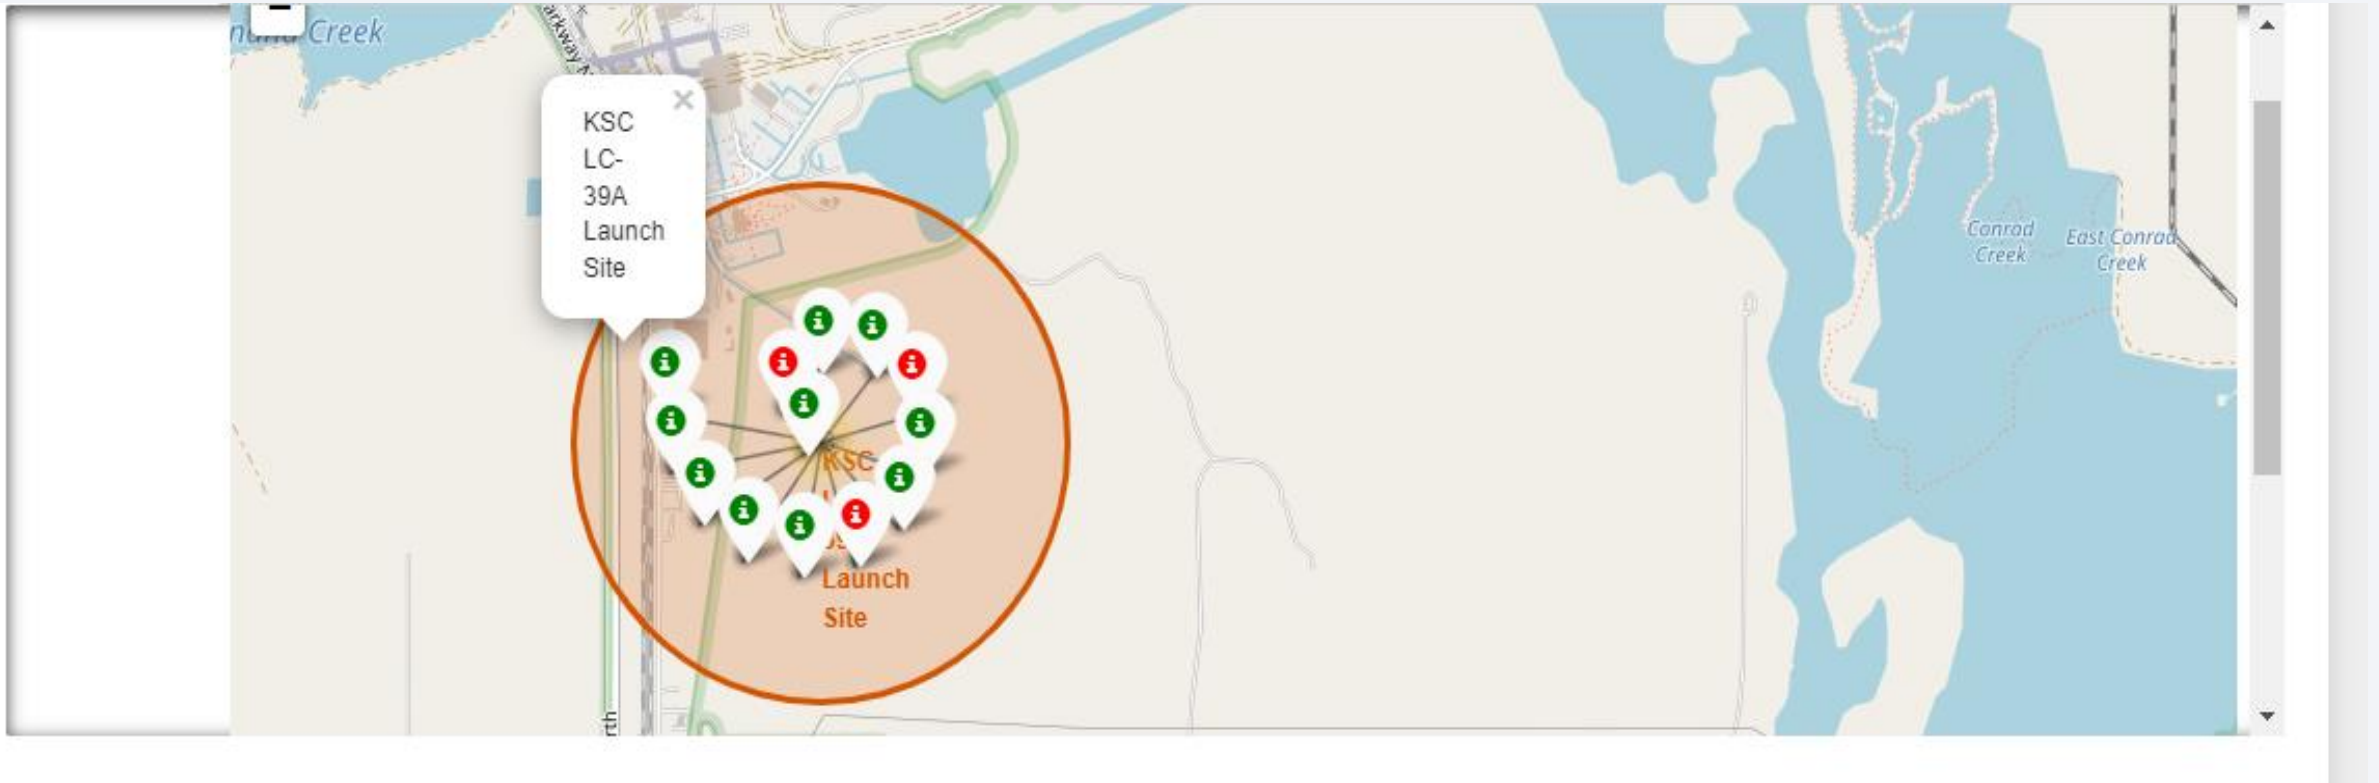 Creek
KSC
LC-
39A
Launch
Site
Conrad
Creek
East Conrad
Creek
KSC
Launch
Site